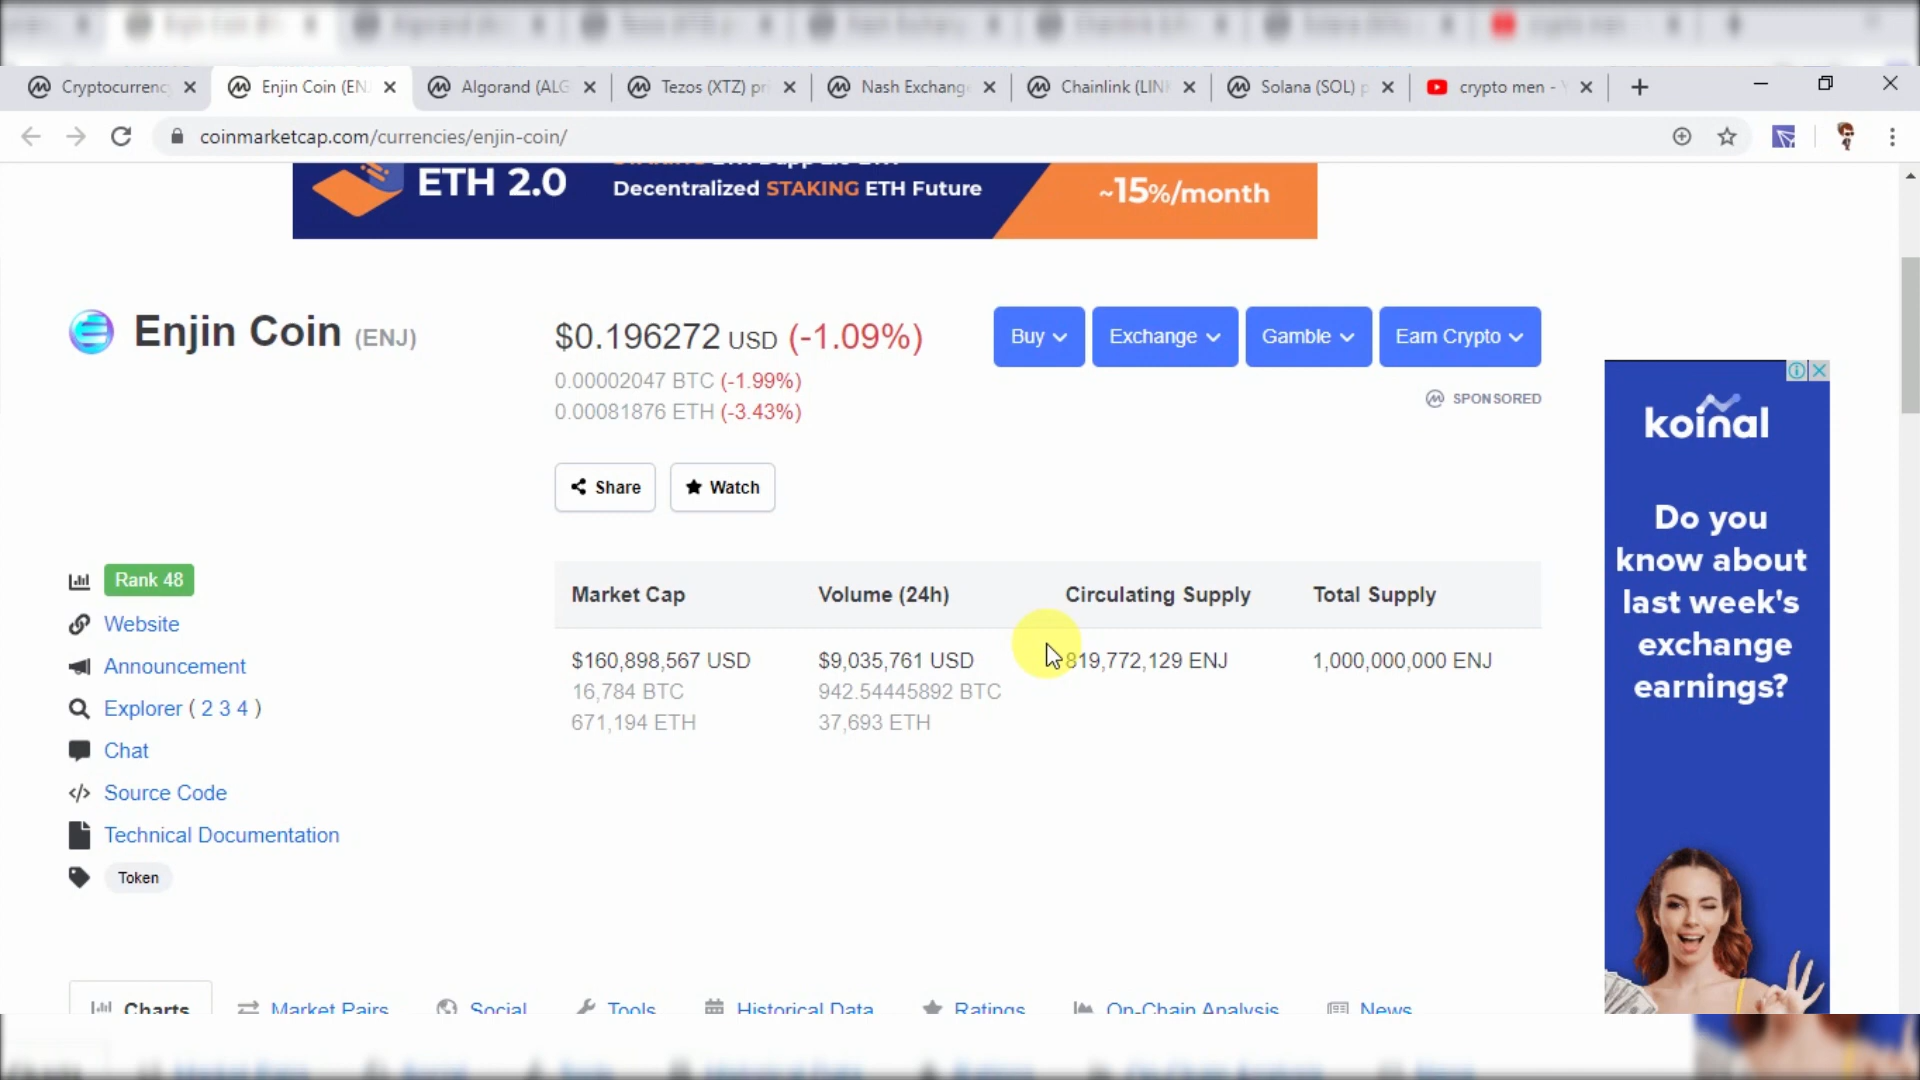 Cryptocurrenc
Enjin Coin (EN
Algorand (ALG
Tezos (XTZ) pri
Nash Exchang
Chainlink (LIN
Solana (SOL) p
crypto men -
coinmarketcap.com/currencies/enjin-coin/
ETH 2.0
Decentralized STAKING ETH Future
~15%/month
Enjin Coin (ENJ)
$0.196272 USD (-1.09%)
0.00002047 BTC (-1.99%)
0.00081876 ETH (-3.43%)
Buy
Exchange
Gamble
Earn Crypto
SPONSORED
Share
Watch
Rank 48
Website
Announcement
Explorer ( 2 3 4 )
Chat
Source Code
Technical Documentation
Token
Market Cap Volume (24h) Circulating Supply Total Supply
$160,898,567 USD $9,035,761 USD 819,772,129 ENJ 1,000,000,000 ENJ
16,784 BTC 942.54445892 BTC
671,194 ETH 37,693 ETH
koinal
Do you
know about
last week's
exchange
earnings?
Charts Market Pairs Social Tools Historical Data Ratings On-Chain Analysis News